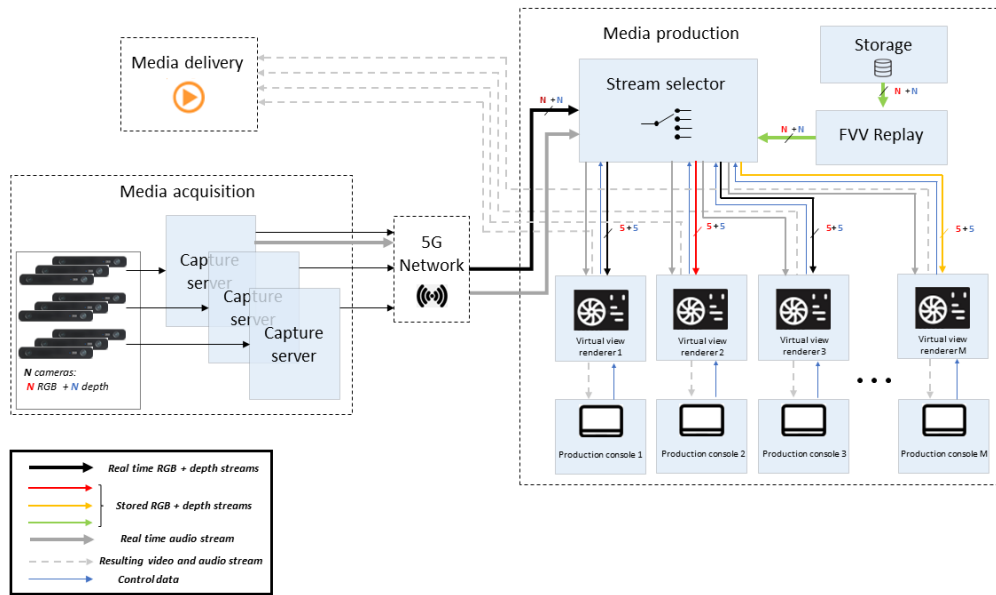 Media production
Media delivery
Stream selector
Storage
N + N
N + N
FVV Replay
N + N
Media acquisition
5G
Network
Capture
server
Capture
server
Capture
server
N cameras:
N RGB + N depth
5 + 5
5 + 5
5 + 5
5 + 5
Virtual view
renderer 1
Virtual view
renderer 2
Virtual view
renderer 3
Virtual view
renderer M
Production console 1
Production console 2
Production console 3
Production console M
Real time RGB + depth streams
Stored RGB + depth streams
Real time audio stream
Resulting video and audio stream
Control data